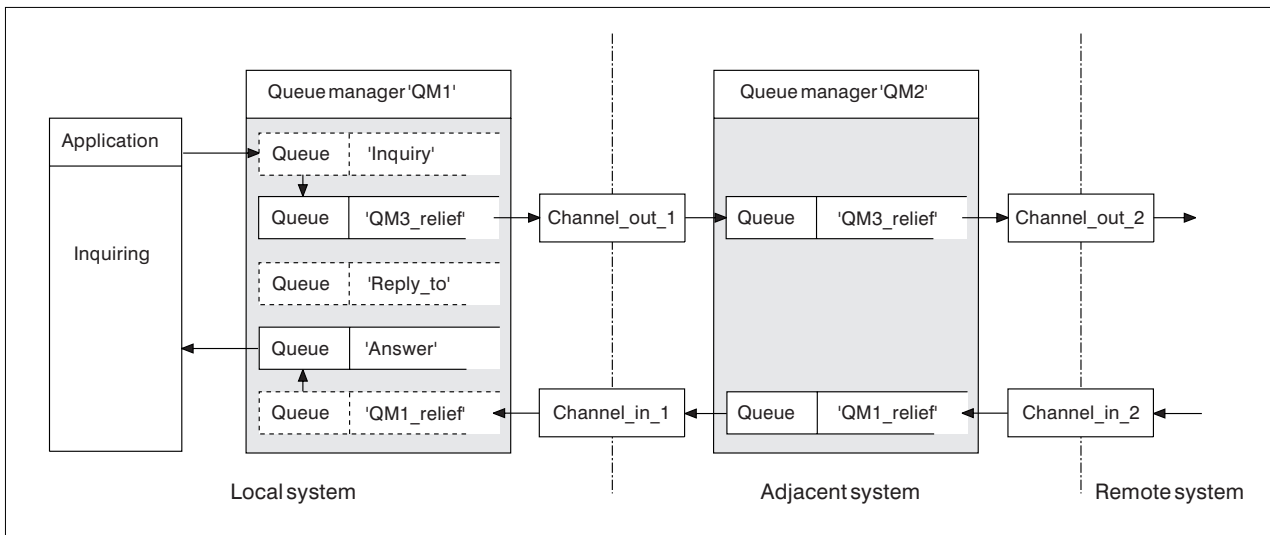 Queue manager 'QM1'
Queue manager 'QM2'
Application
Queue 'Inquiry'
Queue 'QM3_relief'
Channel_out_1
Queue 'QM3_relief'
Channel_out_2
Inquiring
Queue 'Reply_to'
Queue 'Answer'
Queue 'QM1_relief'
Channel_in_1
Queue 'QM1_relief'
Channel_in_2
Local system
Adjacent system
Remote system